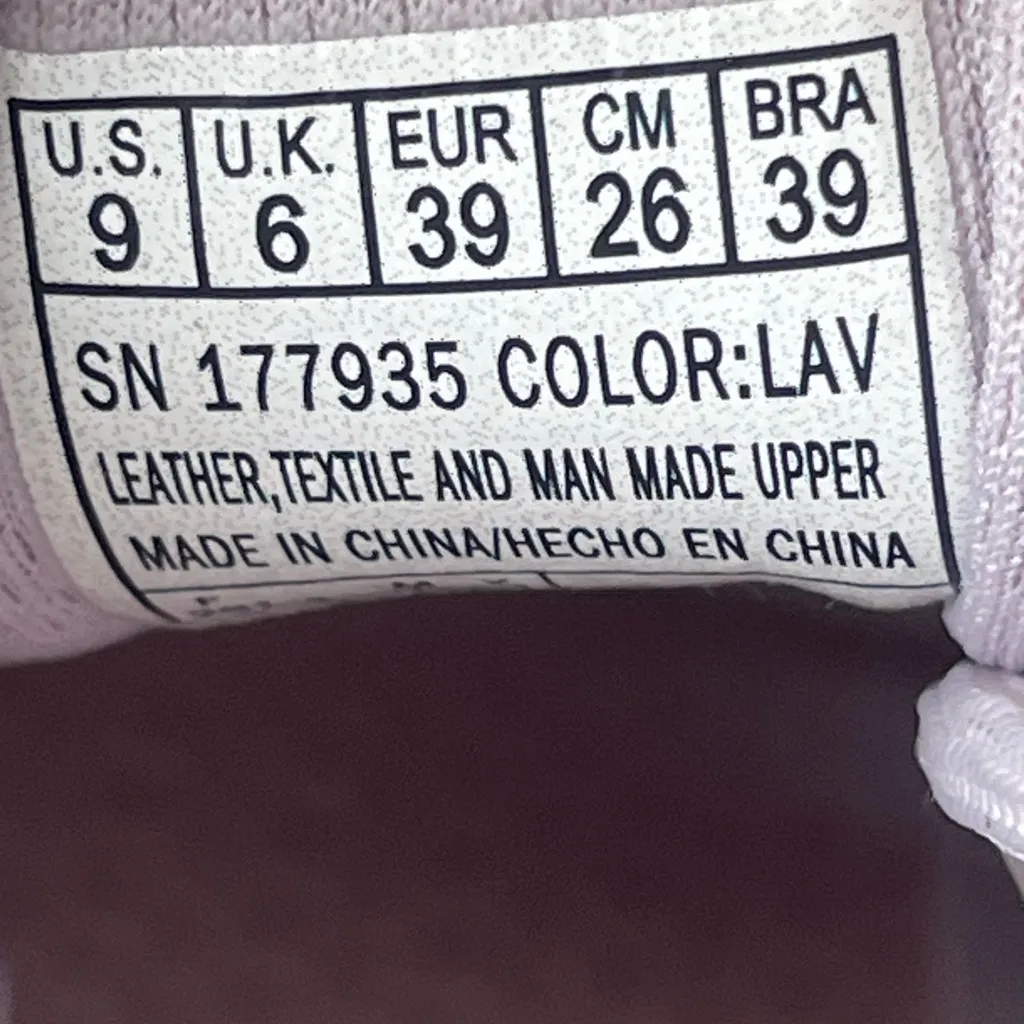 U.S. U.K. EUR CM BRA
9 6 39 26 39
SN 177935 COLOR:LAV
LEATHER,TEXTILE AND MAN MADE UPPER
MADE IN CHINA/HECHO EN CHINA